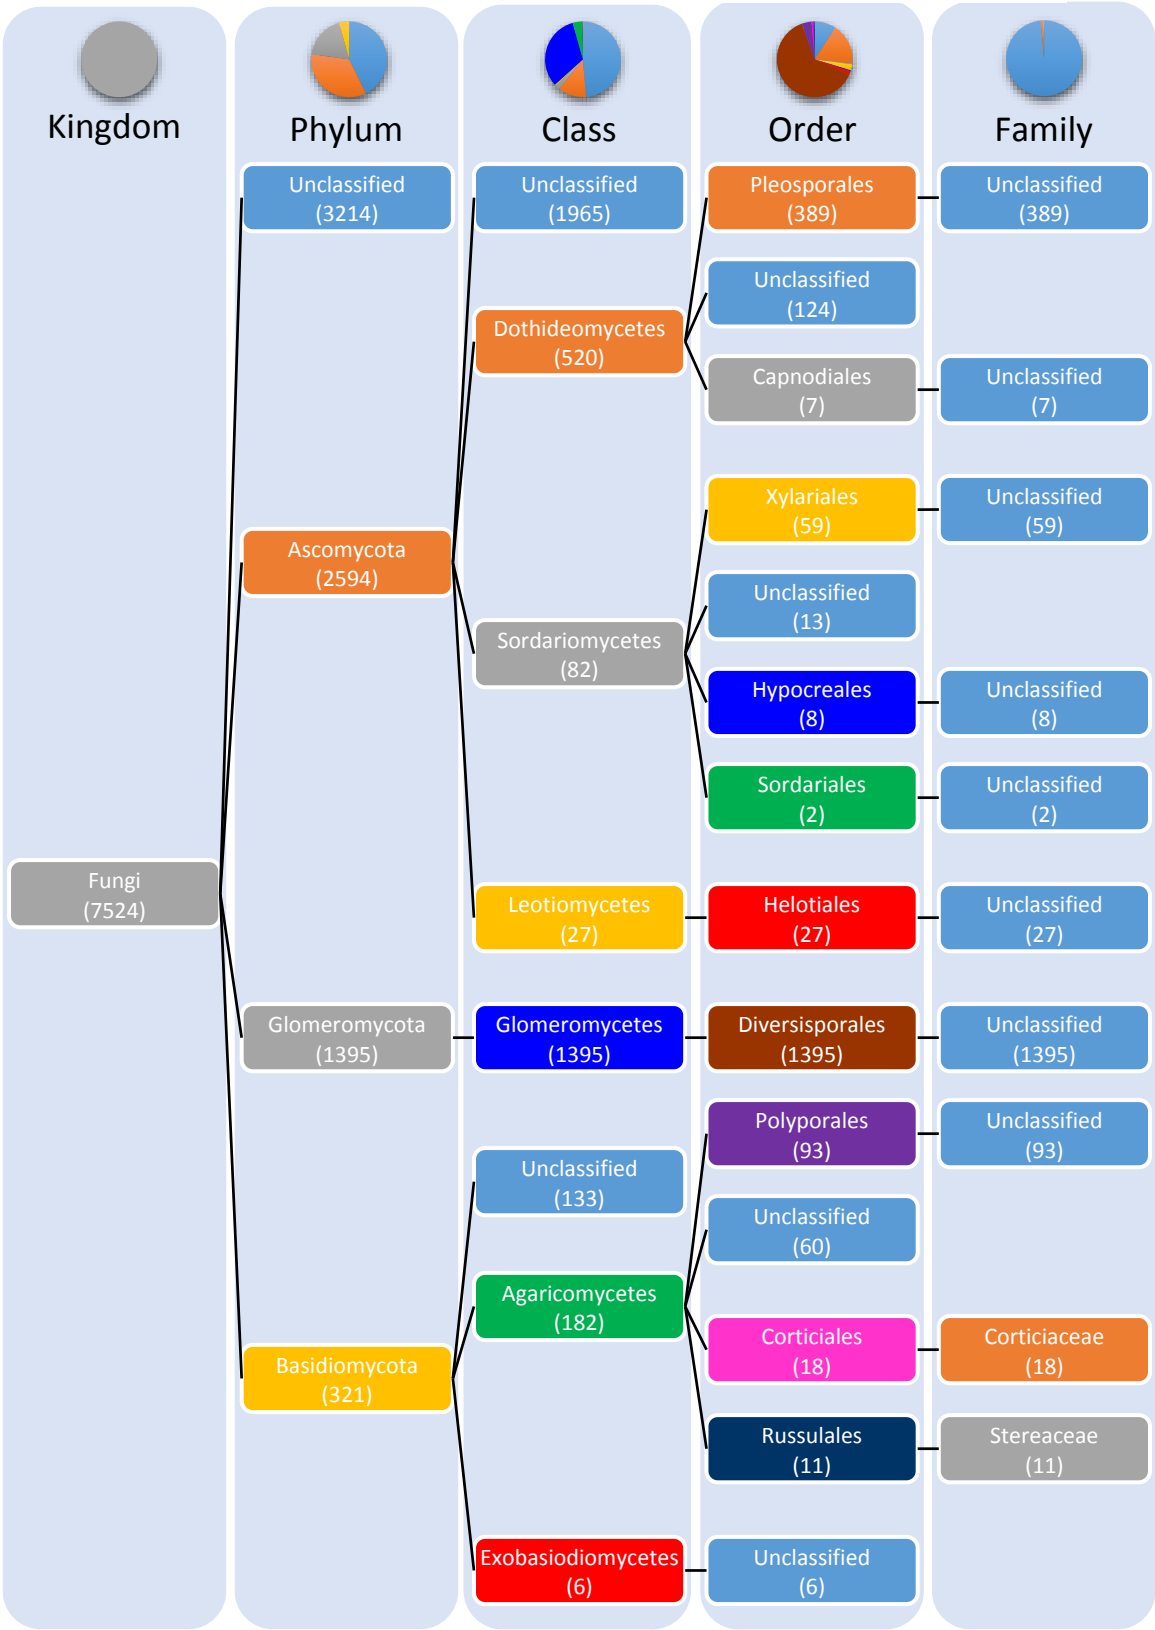 Kingdom
Phylum
Class
Order
Family
Fungi
(7524)
Unclassified
(3214)
Ascomycota
(2594)
Glomeromycota
(1395)
Basidiomycota
(321)
Unclassified
(1965)
Dothideomycetes
(520)
Sordariomycetes
(82)
Leotiomycetes
(27)
Glomeromycetes
(1395)
Unclassified
(133)
Agaricomycetes
(182)
Exobasiodiomycetes
(6)
Pleosporales
(389)
Unclassified
(124)
Capnodiales
(7)
Xylariales
(59)
Unclassified
(13)
Hypocreales
(8)
Sordariales
(2)
Helotiales
(27)
Diversisporales
(1395)
Polyporales
(93)
Unclassified
(60)
Corticiales
(18)
Russulales
(11)
Unclassified
(6)
Unclassified
(389)
Unclassified
(7)
Unclassified
(59)
Unclassified
(8)
Unclassified
(2)
Unclassified
(27)
Unclassified
(1395)
Unclassified
(93)
Corticiaceae
(18)
Stereaceae
(11)